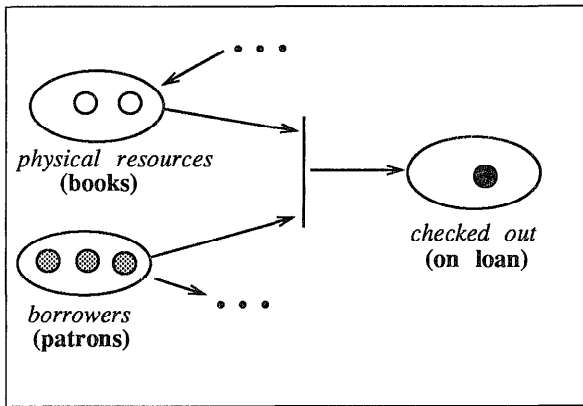 physical resources
(books)
checked out
(on loan)
borrowers
(patrons)